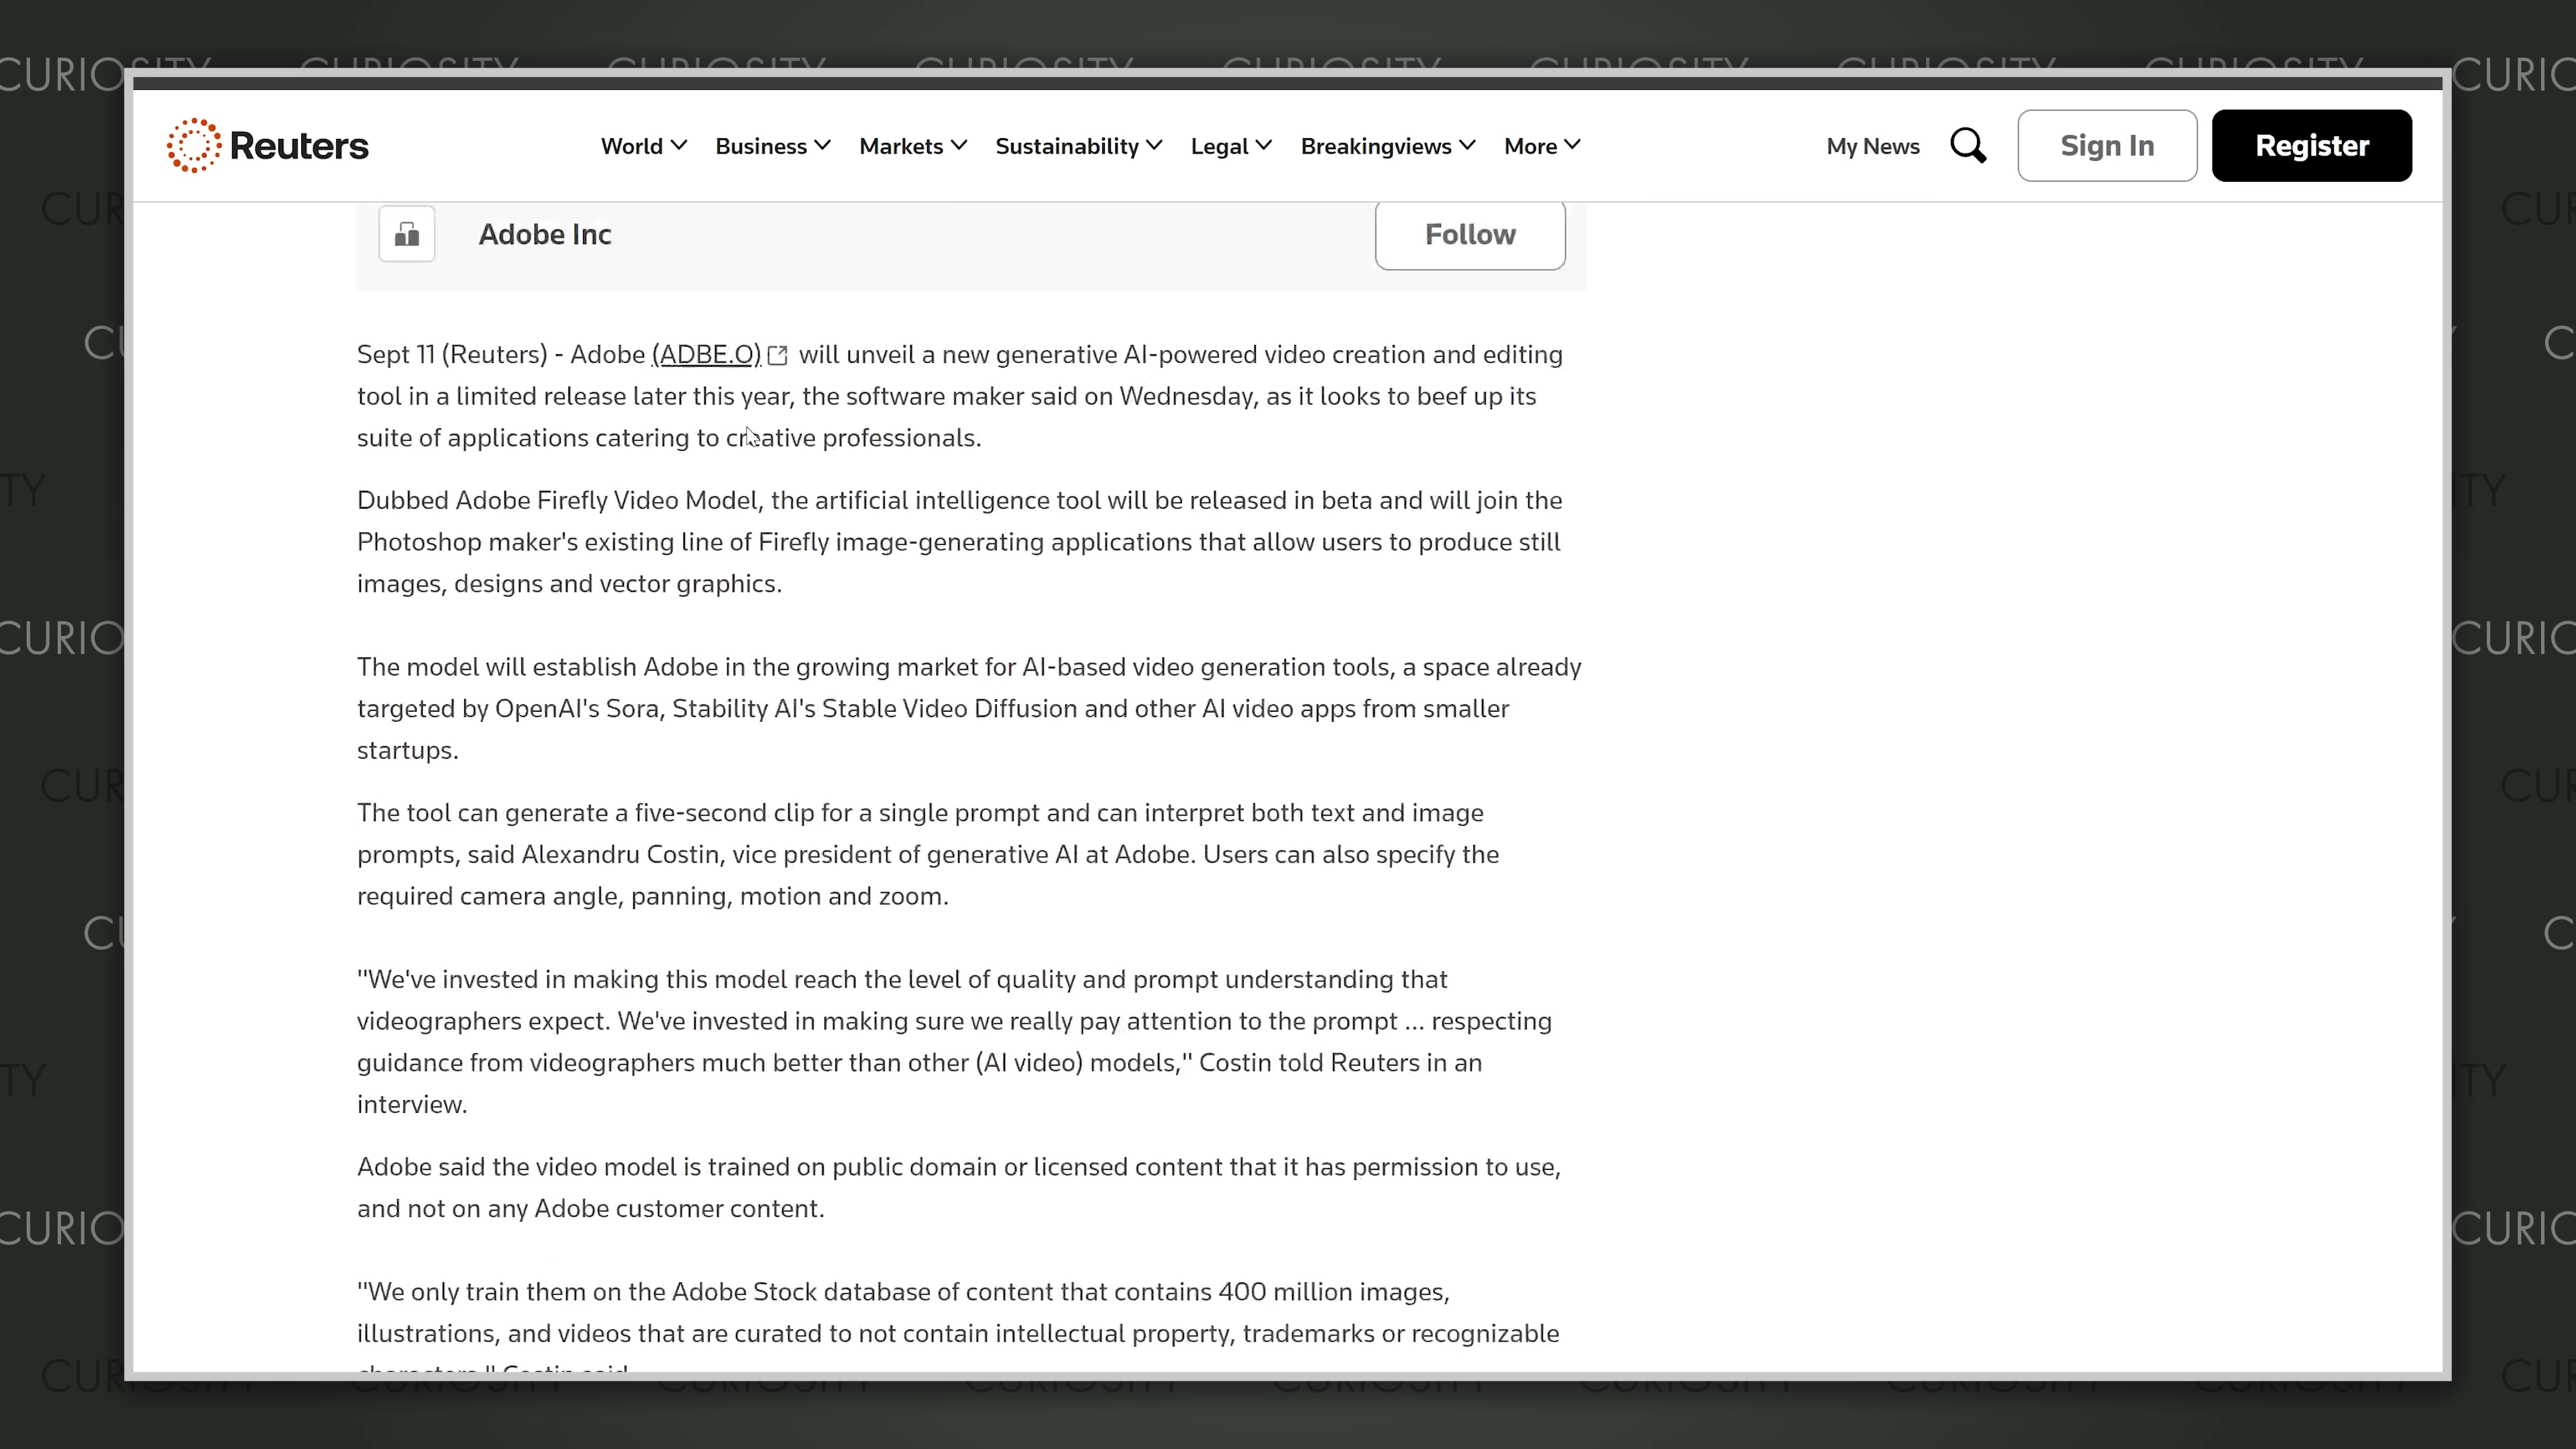 CURIOSITY CURIOSITY CURIOSITY CURIOSITY CURIOSITY CURIOSITY CURIOSITY CURIOSITY
Reuters World Business Markets Sustainability Legal Breakingviews More My News Sign In Register
Adobe Inc Follow
Sept 11 (Reuters) - Adobe (ADBE.O) will unveil a new generative AI-powered video creation and editing
tool in a limited release later this year, the software maker said on Wednesday, as it looks to beef up its
suite of applications catering to creative professionals.
Dubbed Adobe Firefly Video Model, the artificial intelligence tool will be released in beta and will join the
Photoshop maker's existing line of Firefly image-generating applications that allow users to produce still
images, designs and vector graphics.
The model will establish Adobe in the growing market for AI-based video generation tools, a space already
targeted by OpenAI's Sora, Stability AI's Stable Video Diffusion and other AI video apps from smaller
startups.
The tool can generate a five-second clip for a single prompt and can interpret both text and image
prompts, said Alexandru Costin, vice president of generative AI at Adobe. Users can also specify the
required camera angle, panning, motion and zoom.
"We've invested in making this model reach the level of quality and prompt understanding that
videographers expect. We've invested in making sure we really pay attention to the prompt ... respecting
guidance from videographers much better than other (AI video) models," Costin told Reuters in an
interview.
Adobe said the video model is trained on public domain or licensed content that it has permission to use,
and not on any Adobe customer content.
"We only train them on the Adobe Stock database of content that contains 400 million images,
illustrations, and videos that are curated to not contain intellectual property, trademarks or recognizable
characters," Costin said.